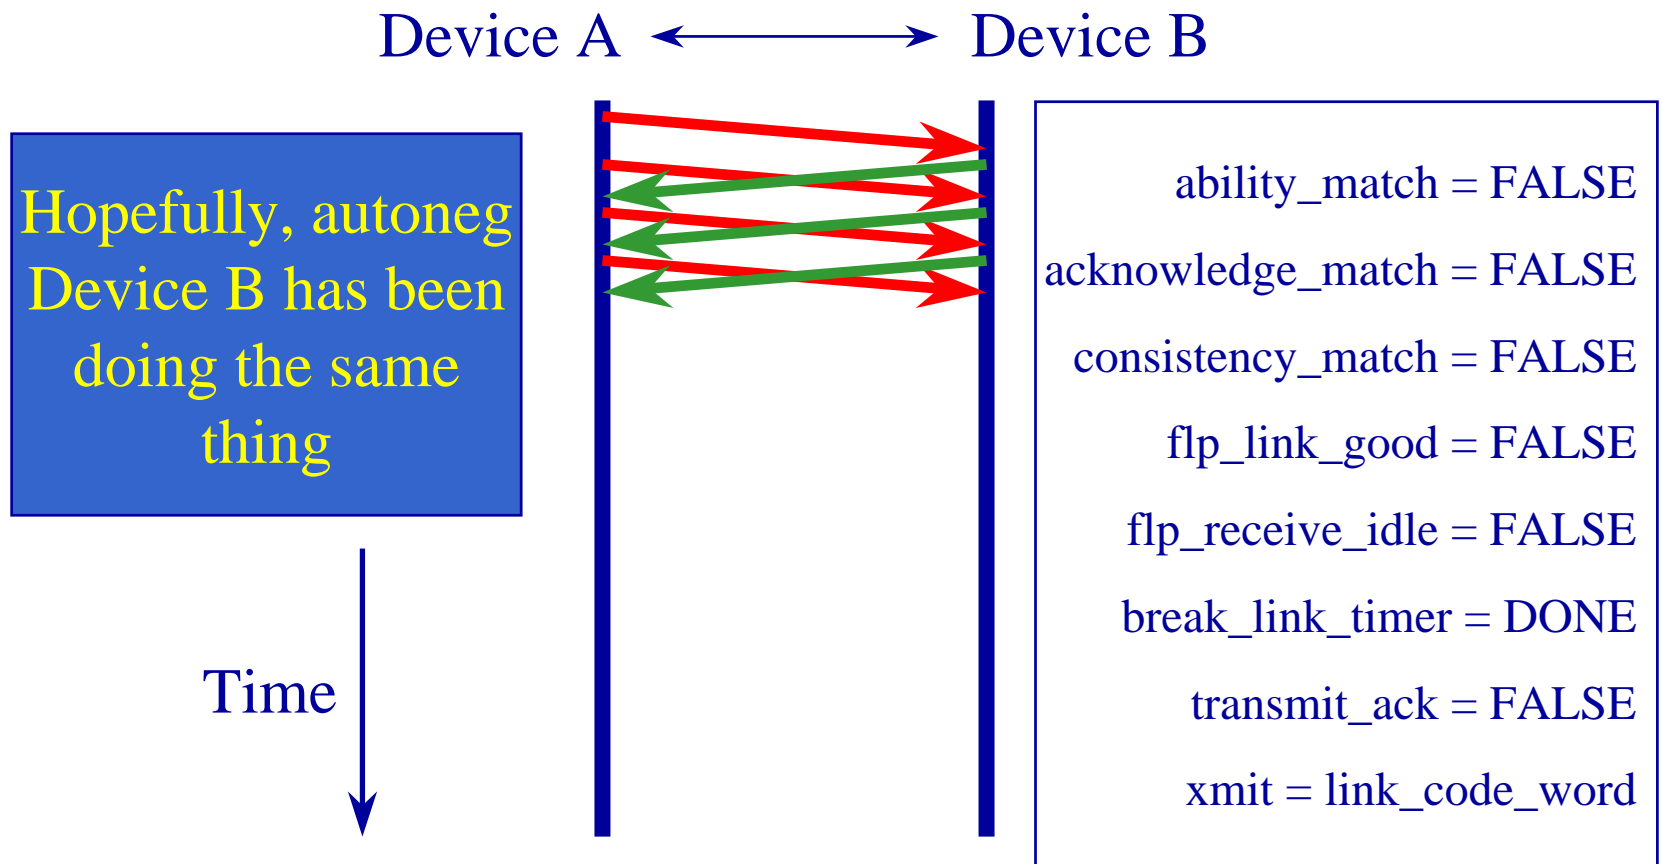 Device A
Device B
Hopefully, autoneg
Device B has been
doing the same
thing
Time
ability_match = FALSE
acknowledge_match = FALSE
consistency_match = FALSE
flp_link_good = FALSE
flp_receive_idle = FALSE
break_link_timer = DONE
transmit_ack = FALSE
xmit = link_code_word